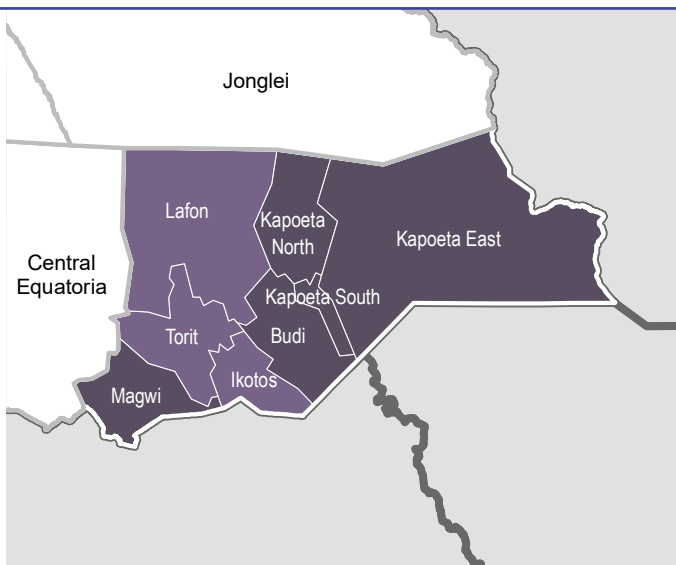 Jonglei
Lafon
Kapoeta
North
Kapoeta East
Central
Equatoria
Kapoeta South
Torit
Budi
Ikotos
Magwi